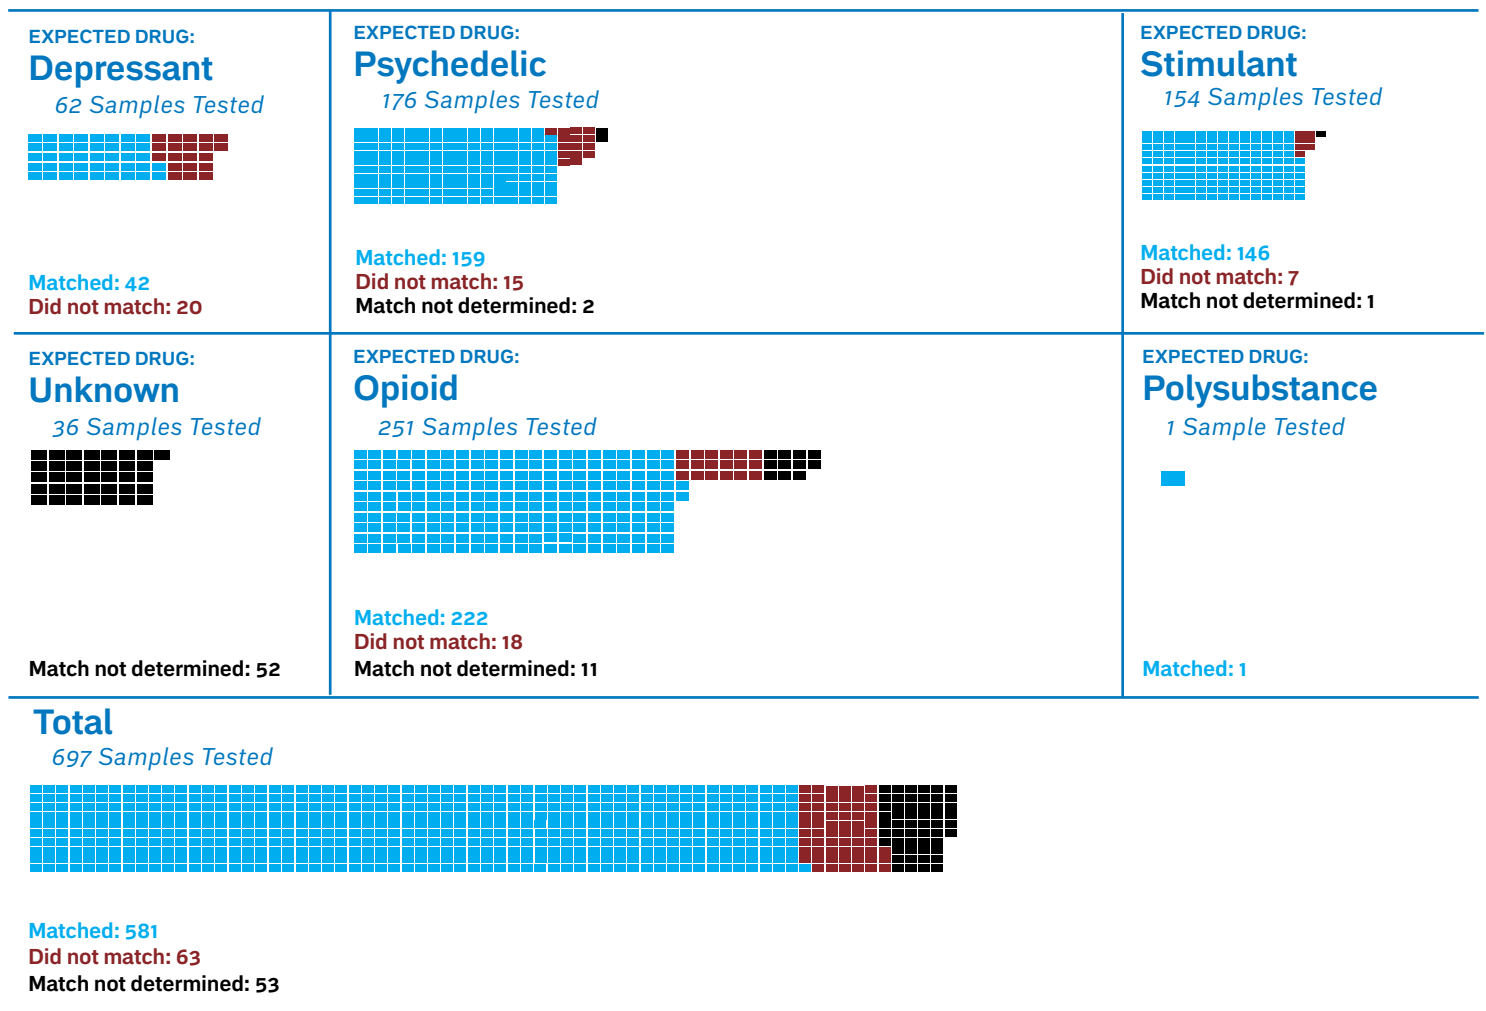 EXPECTED DRUG:
Depressant
62 Samples Tested
Matched: 42
Did not match: 20
EXPECTED DRUG:
Psychedelic
176 Samples Tested
Matched: 159
Did not match: 15
Match not determined: 2
EXPECTED DRUG:
Stimulant
154 Samples Tested
Matched: 146
Did not match: 7
Match not determined: 1
EXPECTED DRUG:
Unknown
36 Samples Tested
Match not determined: 52
EXPECTED DRUG:
Opioid
251 Samples Tested
Matched: 222
Did not match: 18
Match not determined: 11
EXPECTED DRUG:
Polysubstance
1 Sample Tested
Matched: 1
Total
697 Samples Tested
Matched: 581
Did not match: 63
Match not determined: 53